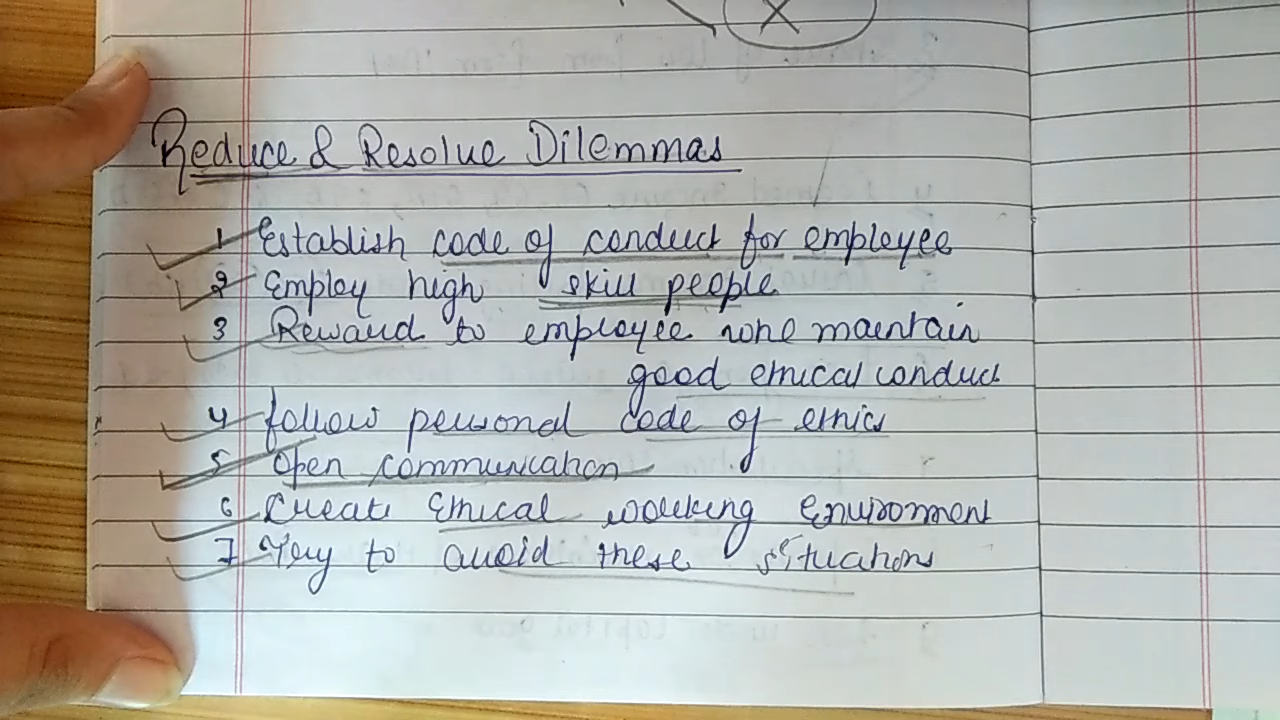 Reduce & Resolve Dilemmas
1 Establish code of conduct for employee
2 Employ high skill people
3 Reward to employee who maintain
good ethical conduct
4 follow personal code of ethics
5 Open communication
6 Create Ethical working Environment
7 Try to avoid these situations